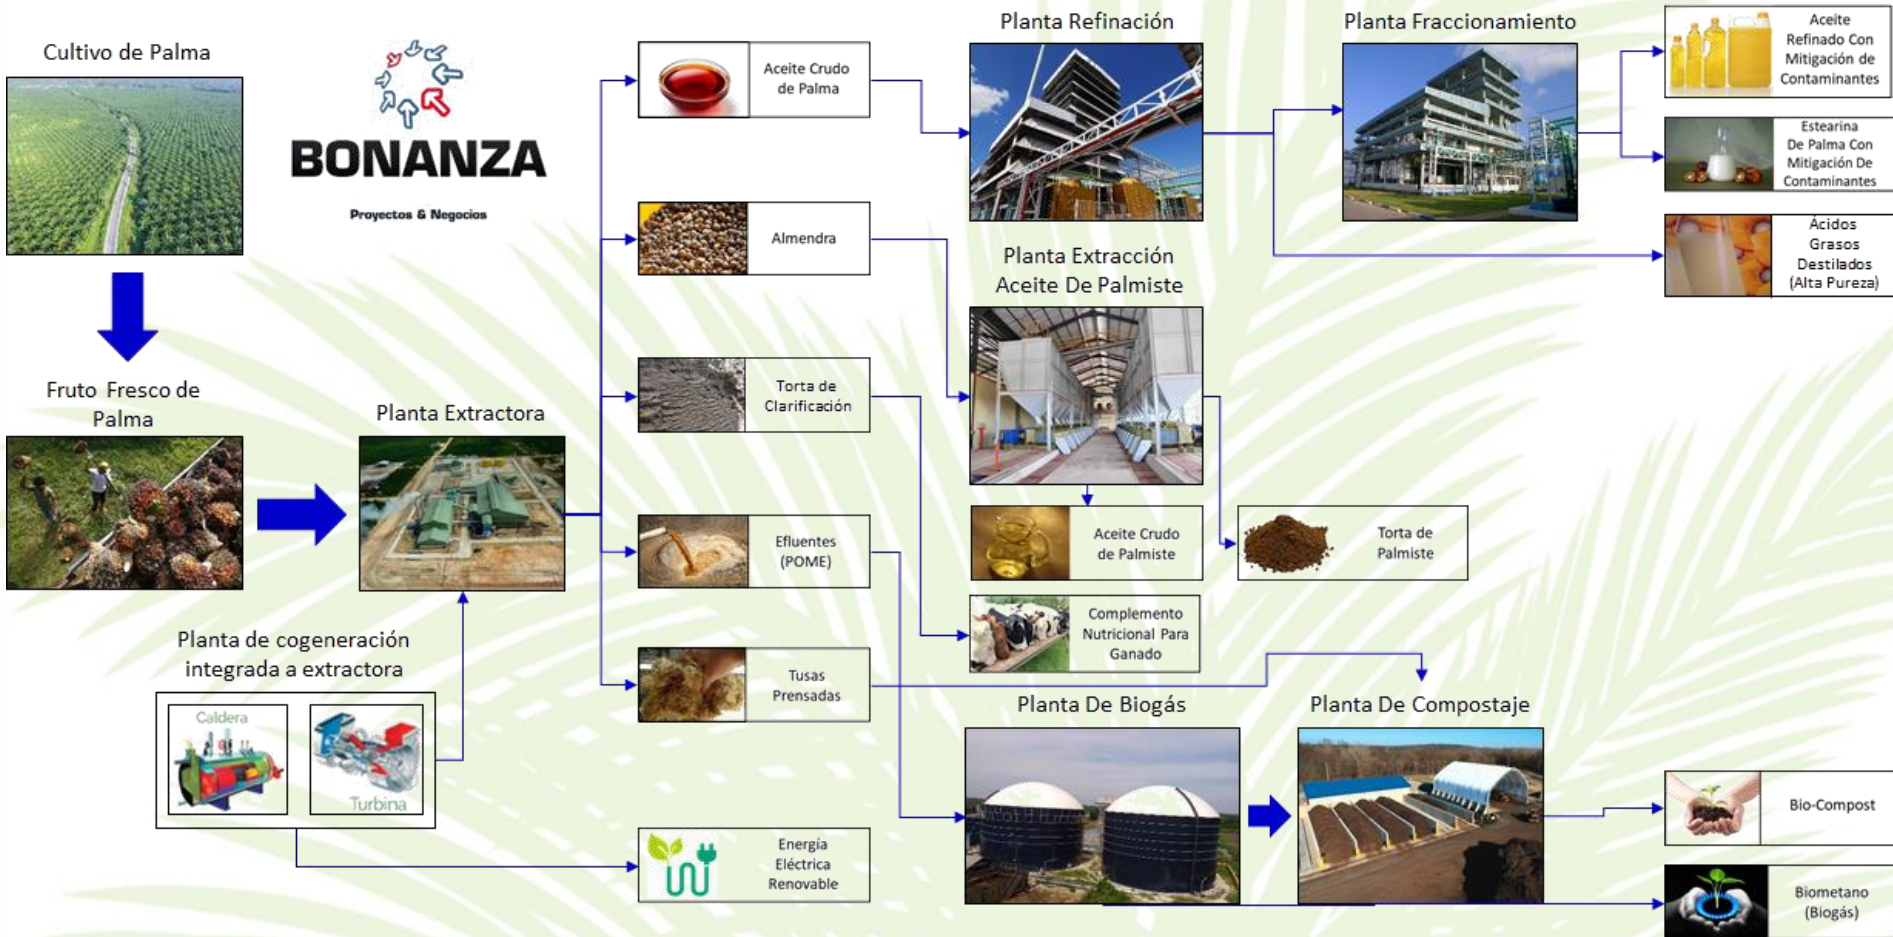 Cultivo de Palma
BONANZA
Proyectos & Negocios
Fruto Fresco de
Palma
Planta Extractora
Planta de cogeneración
integrada a extractora
Caldera
Turbina
Aceite Crudo
de Palma
Almendra
Torta de
Clarificación
Efluentes
(POME)
Tusas
Prensadas
Energía
Eléctrica
Renovable
Planta Refinación
Planta Extracción
Aceite De Palmiste
Aceite Crudo
de Palmiste
Torta de
Palmiste
Complemento
Nutricional Para
Ganado
Planta De Biogás
Planta De Compostaje
Planta Fraccionamiento
Aceite
Refinado Con
Mitigación de
Contaminantes
Estearina
De Palma Con
Mitigación De
Contaminantes
Ácidos
Grasos
Destilados
(Alta Pureza)
Bio-Compost
Biometano
(Biogás)